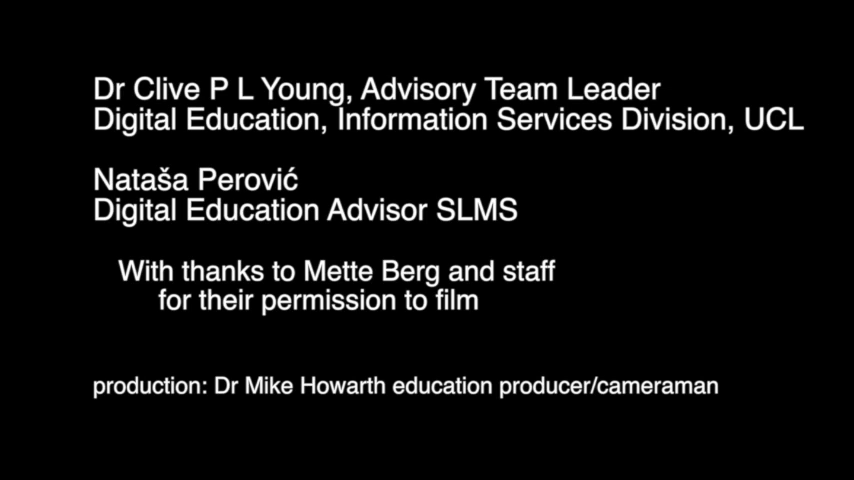 Dr Clive P L Young, Advisory Team Leader
Digital Education, Information Services Division, UCL
Nataša Perović
Digital Education Advisor SLMS
With thanks to Mette Berg and staff
for their permission to film
production: Dr Mike Howarth education producer/cameraman